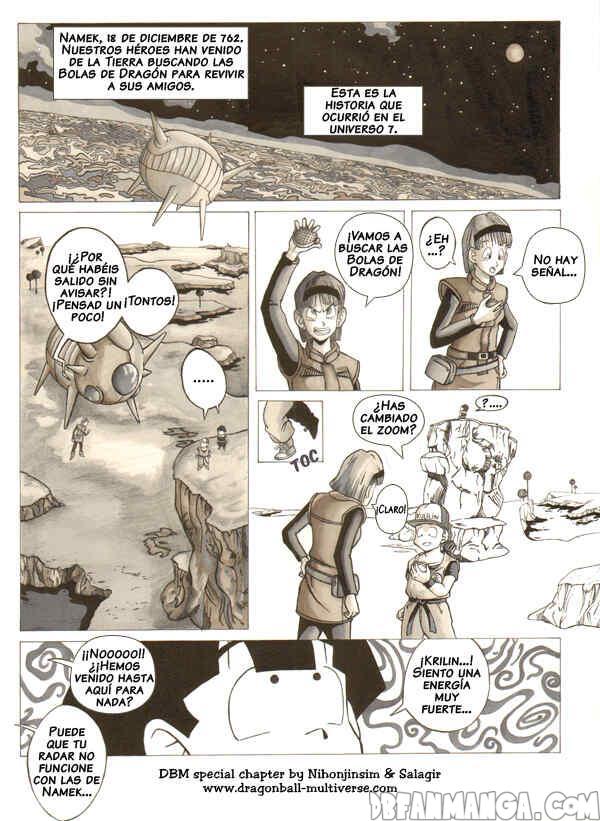 NAMEK, 18 DE DICIEMBRE DE 762.
NUESTROS HÉROES HAN VENIDO
DE LA TIERRA BUSCANDO LAS
BOLAS DE DRAGÓN PARA REVIVIR
A SUS AMIGOS.
ESTA ES LA
HISTORIA QUE
OCURRIÓ EN EL
UNIVERSO 7.
¡¿POR
QUÉ HABÉIS
SALIDO SIN
AVISAR?!
¡PENSAD UN
POCO!
¡TONTOS!
.....
¡VAMOS A
BUSCAR LAS
BOLAS DE
DRAGÓN!
¿EH
...?
NO HAY
SEÑAL...
TOC
¿HAS
CAMBIADO
EL ZOOM?
¡CLARO!
?....
KRILIN
¡¡NOOOOO!!
¿¡HEMOS
VENIDO HASTA
AQUÍ PARA
NADA?
PUEDE
QUE TU
RADAR NO
FUNCIONE
CON LAS DE
NAMEK...
¡KRILIN...!
SIENTO UNA
ENERGÍA
MUY
FUERTE...
DBM special chapter by Nihonjinsim & Salagir
www.dragonball-multiverse.com
DBFANMANGA.COM